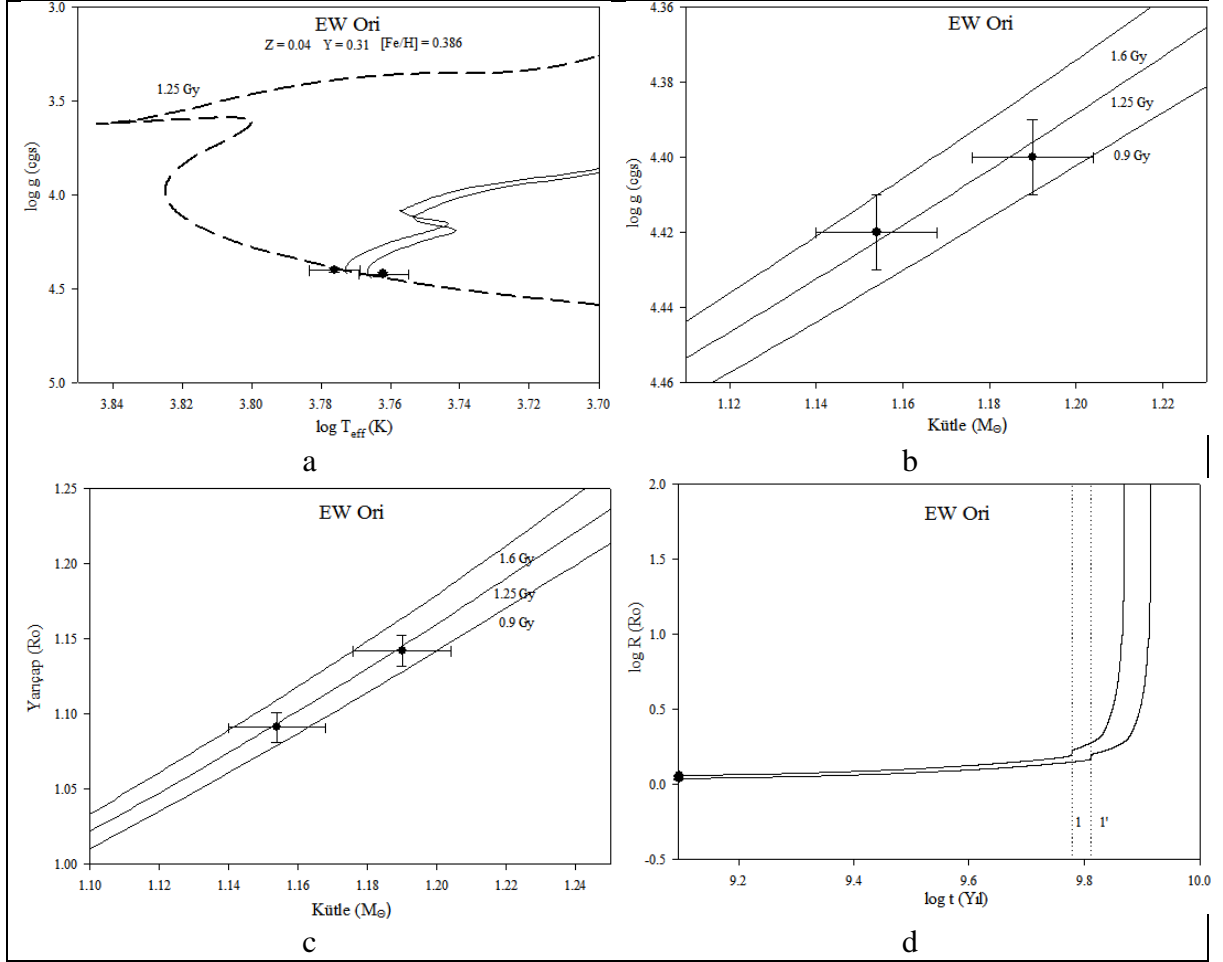 EW Ori
Z = 0.04 Y = 0.31 [Fe/H] = 0.386
1.25 Gy
3.0
3.5
4.0
4.5
5.0
log g (cgs)
3.84 3.82 3.80 3.78 3.76 3.74 3.72 3.70
log T_eff (K)
a
EW Ori
1.6 Gy
1.25 Gy
0.9 Gy
4.36
4.38
4.40
4.42
4.44
4.46
log g (cgs)
1.12 1.14 1.16 1.18 1.20 1.22
Kütle (M⊙)
b
EW Ori
1.6 Gy
1.25 Gy
0.9 Gy
1.25
1.20
1.15
1.10
1.05
1.00
Yarıçap (Ro)
1.10 1.12 1.14 1.16 1.18 1.20 1.22 1.24
Kütle (M⊙)
c
EW Ori
2.0
1.5
1.0
0.5
0.0
-0.5
log R (Ro)
1 1'
9.2 9.4 9.6 9.8 10.0
log t (Yıl)
d